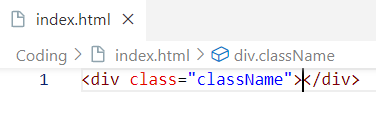 index.html
Coding > index.html > div.className
1 <div class="className"></div>